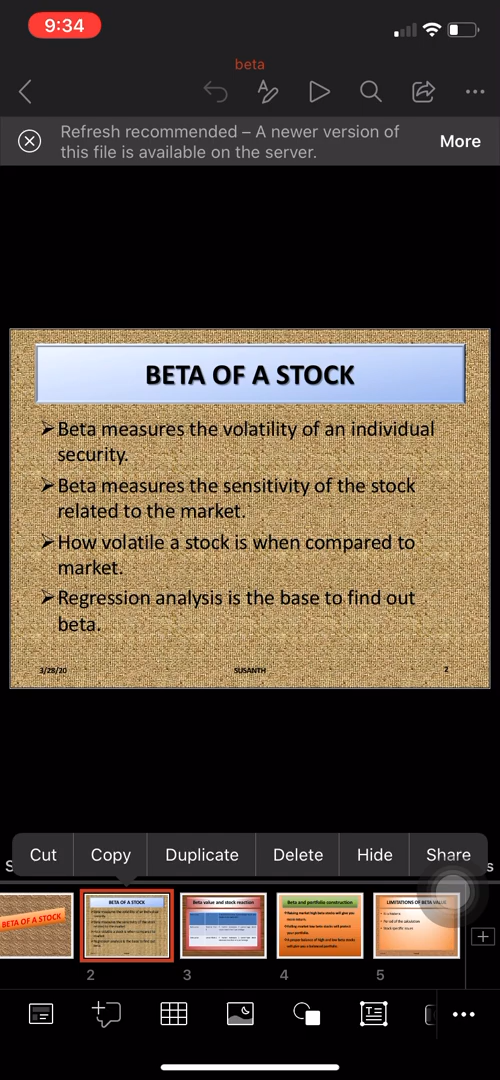 9:34
beta
Refresh recommended – A newer version of
this file is available on the server.
More
BETA OF A STOCK
➢Beta measures the volatility of an individual
security.
➢Beta measures the sensitivity of the stock
related to the market.
➢How volatile a stock is when compared to
market.
➢Regression analysis is the base to find out
beta.
3/28/20 SUSANTH 2
Cut Copy Duplicate Delete Hide Share
BETA OF A STOCK
BETA OF A STOCK
Beta value and stock reaction
Beta and portfolio construction
LIMITATIONS OF BETA VALUE
2 3 4 5